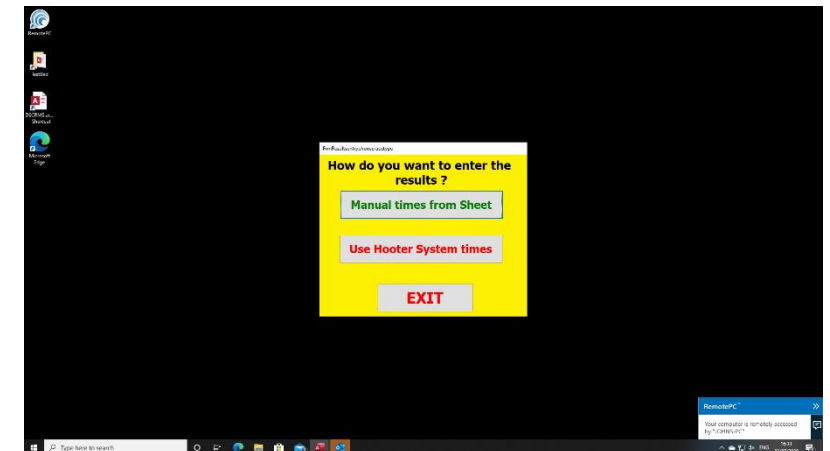 RemotePC
Microsoft
Edge
How do you want to enter the
results ?
Manual times from Sheet
Use Hooter System times
EXIT
RemotePC
Your computer is remotely accessed
by "JOHNS-PC"
Type here to search
ENG